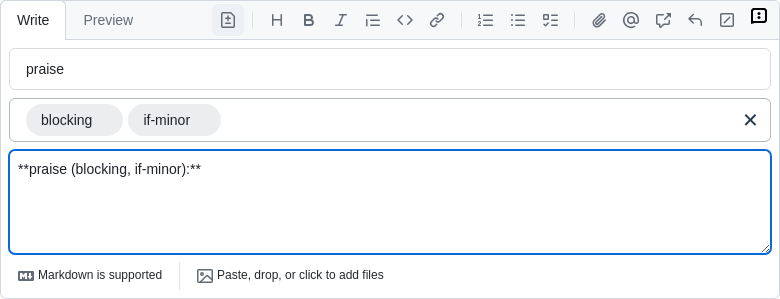 Write Preview
praise
blocking if-minor
**praise (blocking, if-minor):**
Markdown is supported Paste, drop, or click to add files